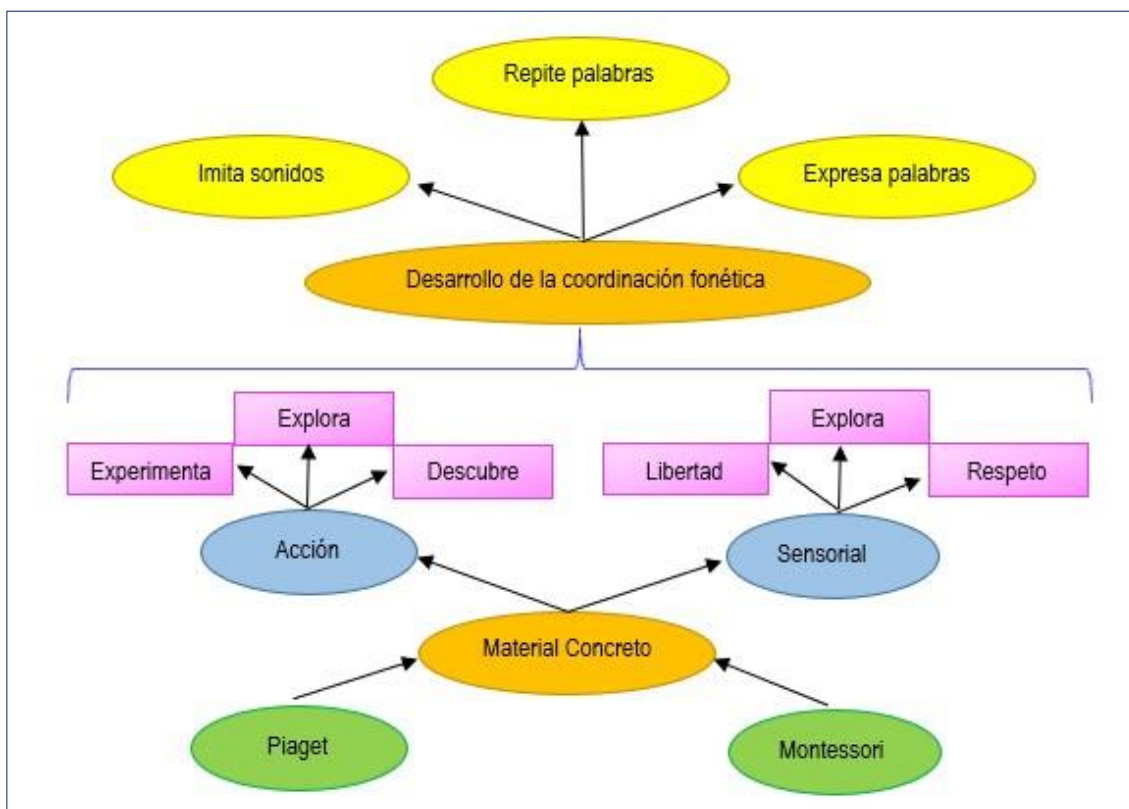 Repite palabras
Imita sonidos
Expresa palabras
Desarrollo de la coordinación fonética
Explora
Experimenta
Descubre
Explora
Libertad
Respeto
Acción
Sensorial
Material Concreto
Piaget
Montessori